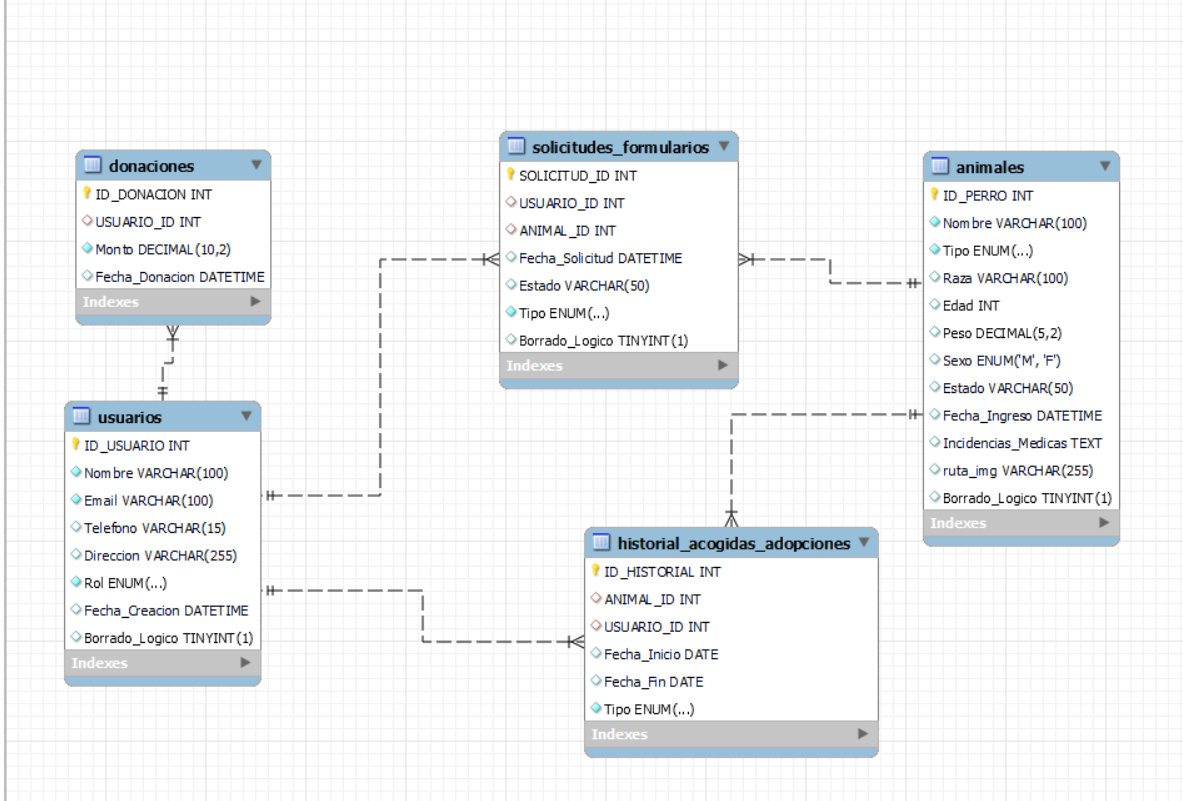 donaciones
ID_DONACION INT
USUARIO_ID INT
Monto DECIMAL(10,2)
Fecha_Donacion DATETIME
Indexes
usuarios
ID_USUARIO INT
Nombre VARCHAR(100)
Email VARCHAR(100)
Telefono VARCHAR(15)
Direccion VARCHAR(255)
Rol ENUM(...)
Fecha_Creacion DATETIME
Borrado_Logico TINYINT(1)
Indexes
solicitudes_formularios
SOLICITUD_ID INT
USUARIO_ID INT
ANIMAL_ID INT
Fecha_Solicitud DATETIME
Estado VARCHAR(50)
Tipo ENUM(...)
Borrado_Logico TINYINT(1)
Indexes
historial_acogidas_adopciones
ID_HISTORIAL INT
ANIMAL_ID INT
USUARIO_ID INT
Fecha_Inicio DATE
Fecha_Fin DATE
Tipo ENUM(...)
Indexes
animales
ID_PERRO INT
Nombre VARCHAR(100)
Tipo ENUM(...)
Raza VARCHAR(100)
Edad INT
Peso DECIMAL(5,2)
Sexo ENUM('M', 'F')
Estado VARCHAR(50)
Fecha_Ingreso DATETIME
Incidencias_Medicas TEXT
ruta_img VARCHAR(255)
Borrado_Logico TINYINT(1)
Indexes